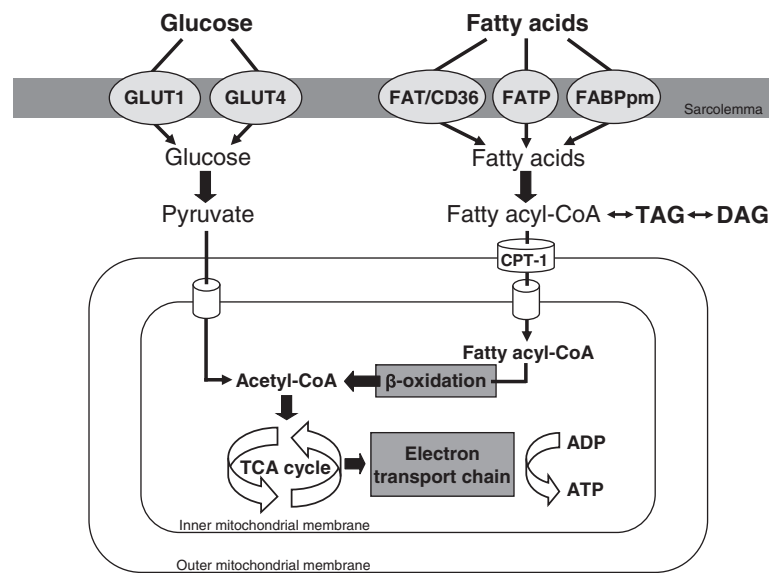 Glucose
Fatty acids
GLUT1
GLUT4
FAT/CD36
FATP
FABPpm
Sarcolemma
Glucose
Fatty acids
Pyruvate
Fatty acyl-CoA
TAG
DAG
CPT-1
Fatty acyl-CoA
Acetyl-CoA
β-oxidation
TCA cycle
Electron
transport chain
ADP
ATP
Inner mitochondrial membrane
Outer mitochondrial membrane